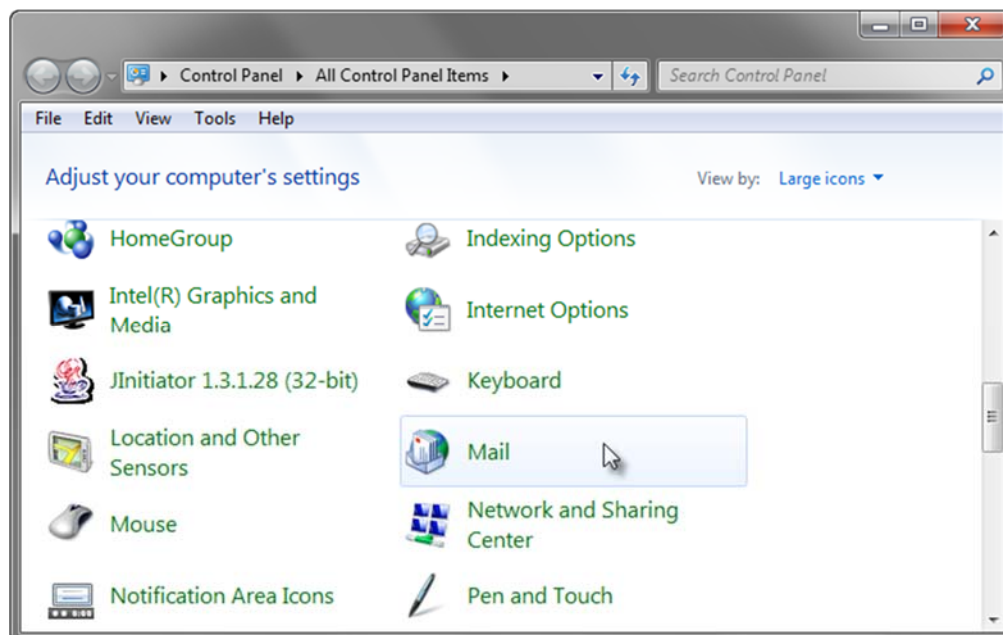 Control Panel ▸ All Control Panel Items ▸ Search Control Panel
File Edit View Tools Help
Adjust your computer's settings
View by: Large icons
HomeGroup
Indexing Options
Intel(R) Graphics and
Media
Internet Options
JInitiator 1.3.1.28 (32-bit)
Keyboard
Location and Other
Sensors
Mail
Mouse
Network and Sharing
Center
Notification Area Icons
Pen and Touch